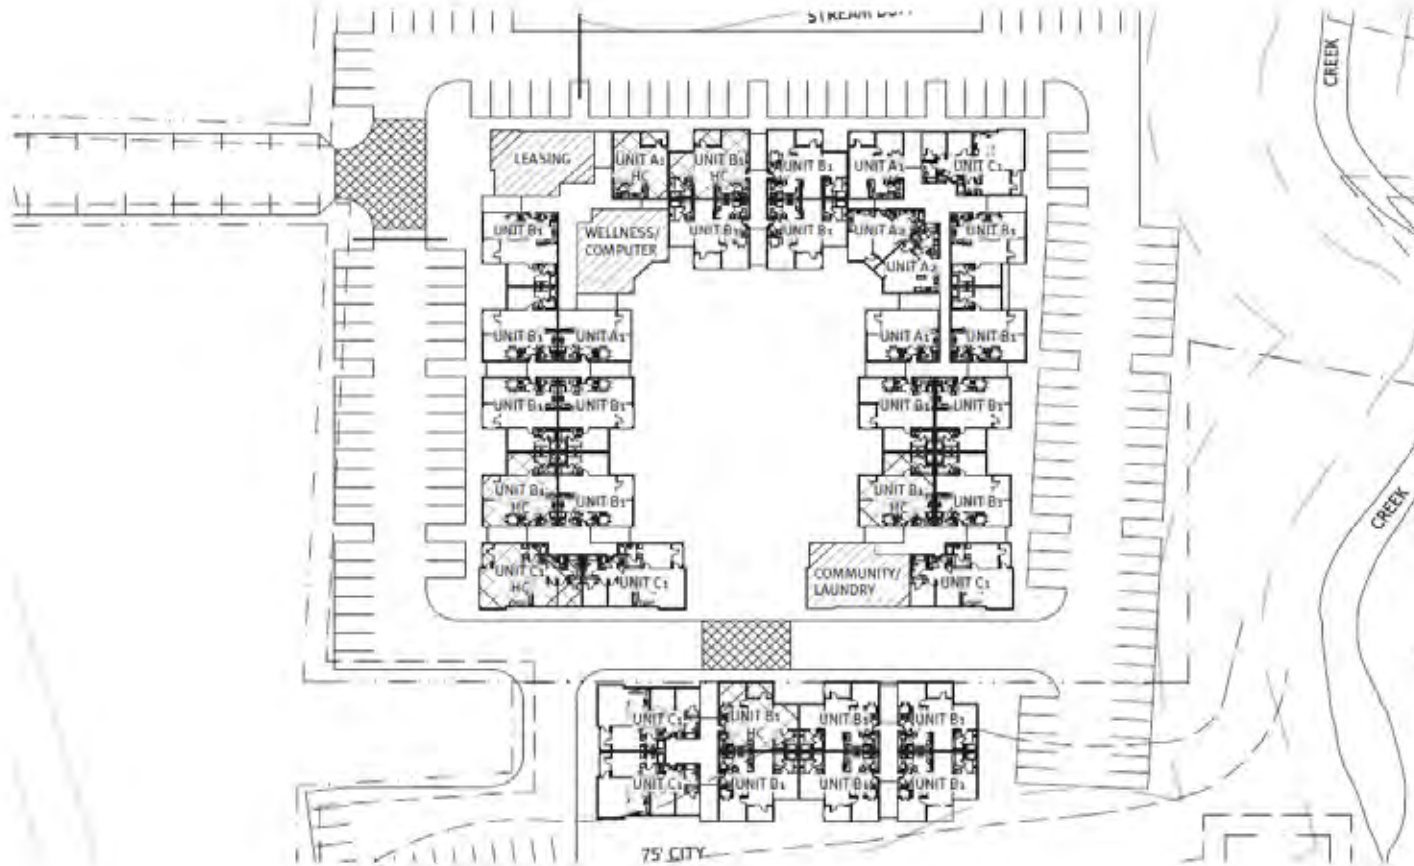 STREAM
CREEK
LEASING
UNIT A1
HC
UNIT B1
HC
UNIT B1
UNIT A1
UNIT C1
UNIT B1
WELLNESS/
COMPUTER
UNIT B1
UNIT B1
UNIT A2
UNIT B1
UNIT A2
UNIT B1
UNIT A1
UNIT A1
UNIT B1
UNIT B1
UNIT B1
UNIT B1
UNIT B1
UNIT B1
HC
UNIT B1
UNIT B1
HC
UNIT B1
CREEK
UNIT C1
HC
UNIT C1
COMMUNITY/
LAUNDRY
UNIT C1
UNIT C1
UNIT B1
HC
UNIT B1
UNIT B1
UNIT C1
UNIT B1
UNIT B1
UNIT B1
75' CITY